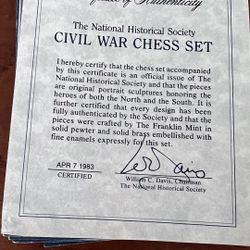 Certificate of Authenticity
The National Historical Society
CIVIL WAR CHESS SET
I hereby certify that the chess set accompanied
by this certificate is an official issue of The
National Historical Society and that the pieces
are original portrait sculptures honoring the
heroes of both the North and the South. It is
further certified that every design has been
fully authenticated by the Society and that the
pieces were crafted by The Franklin Mint in
solid pewter and solid brass embellished with
fine enamels expressly for this set.
APR 7 1983
CERTIFIED
William C. Davis, Chairman
The National Historical Society